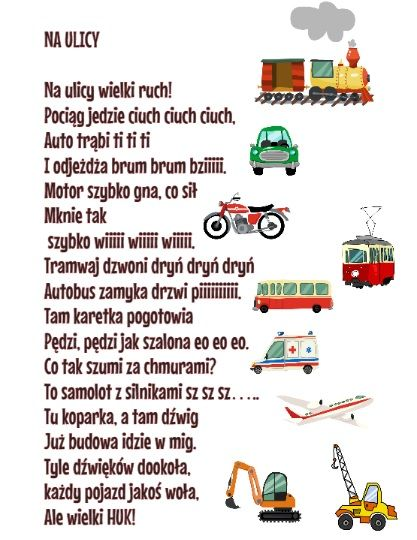 NA ULICY
Na ulicy wielki ruch!
Pociąg jedzie ciuch ciuch ciuch,
Auto trąbi ti ti ti
I odjeżdża brum brum bziiiii.
Motor szybko gna, co sił
Mknie tak
szybko wiiiii wiiiii wiiiii.
Tramwaj dzwoni dryń dryń dryń
Autobus zamyka drzwi piiiiiiiiiii.
Tam karetka pogotowia
Pędzi, pędzi jak szalona eo eo eo.
Co tak szumi za chmurami?
To samolot z silnikami sz sz sz.....
Tu koparka, a tam dźwig
Już budowa idzie w mig.
Tyle dźwięków dookoła,
każdy pojazd jakoś woła,
Ale wielki HUK!